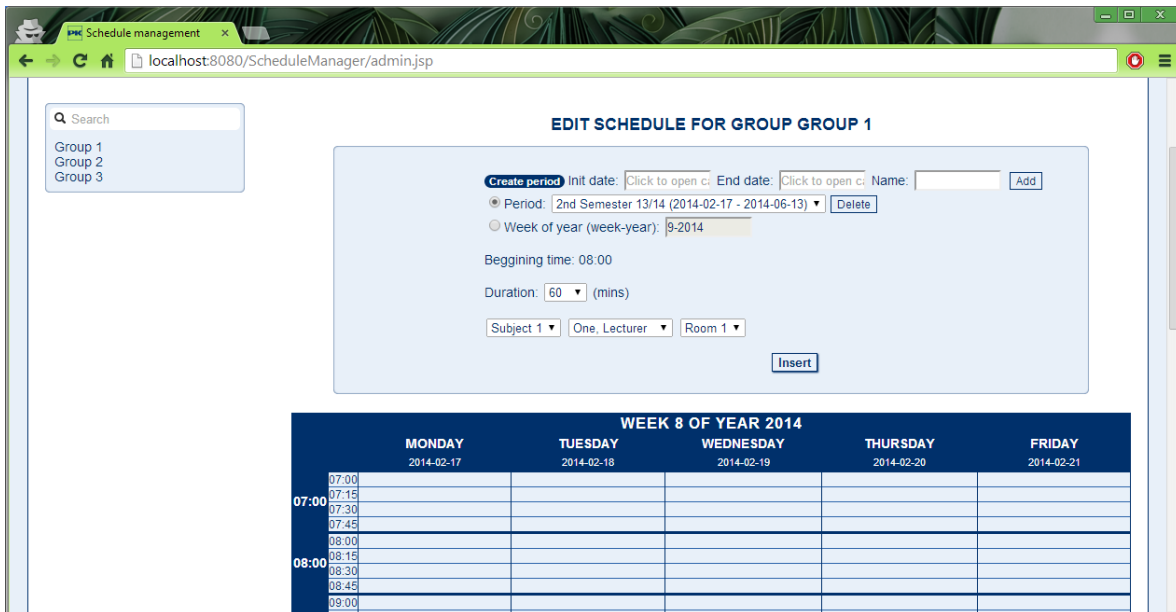 PK Schedule management
localhost:8080/ScheduleManager/admin.jsp
Search
Group 1
Group 2
Group 3
EDIT SCHEDULE FOR GROUP GROUP 1
Create period Init date: Click to open ca End date: Click to open ca Name: Add
Period: 2nd Semester 13/14 (2014-02-17 - 2014-06-13) Delete
Week of year (week-year): 9-2014
Beggining time: 08:00
Duration: 60 (mins)
Subject 1 One, Lecturer Room 1
Insert
WEEK 8 OF YEAR 2014
MONDAY TUESDAY WEDNESDAY THURSDAY FRIDAY
2014-02-17 2014-02-18 2014-02-19 2014-02-20 2014-02-21
07:00
07:00 07:15
07:30
07:45
08:00
08:00 08:15
08:30
08:45
09:00